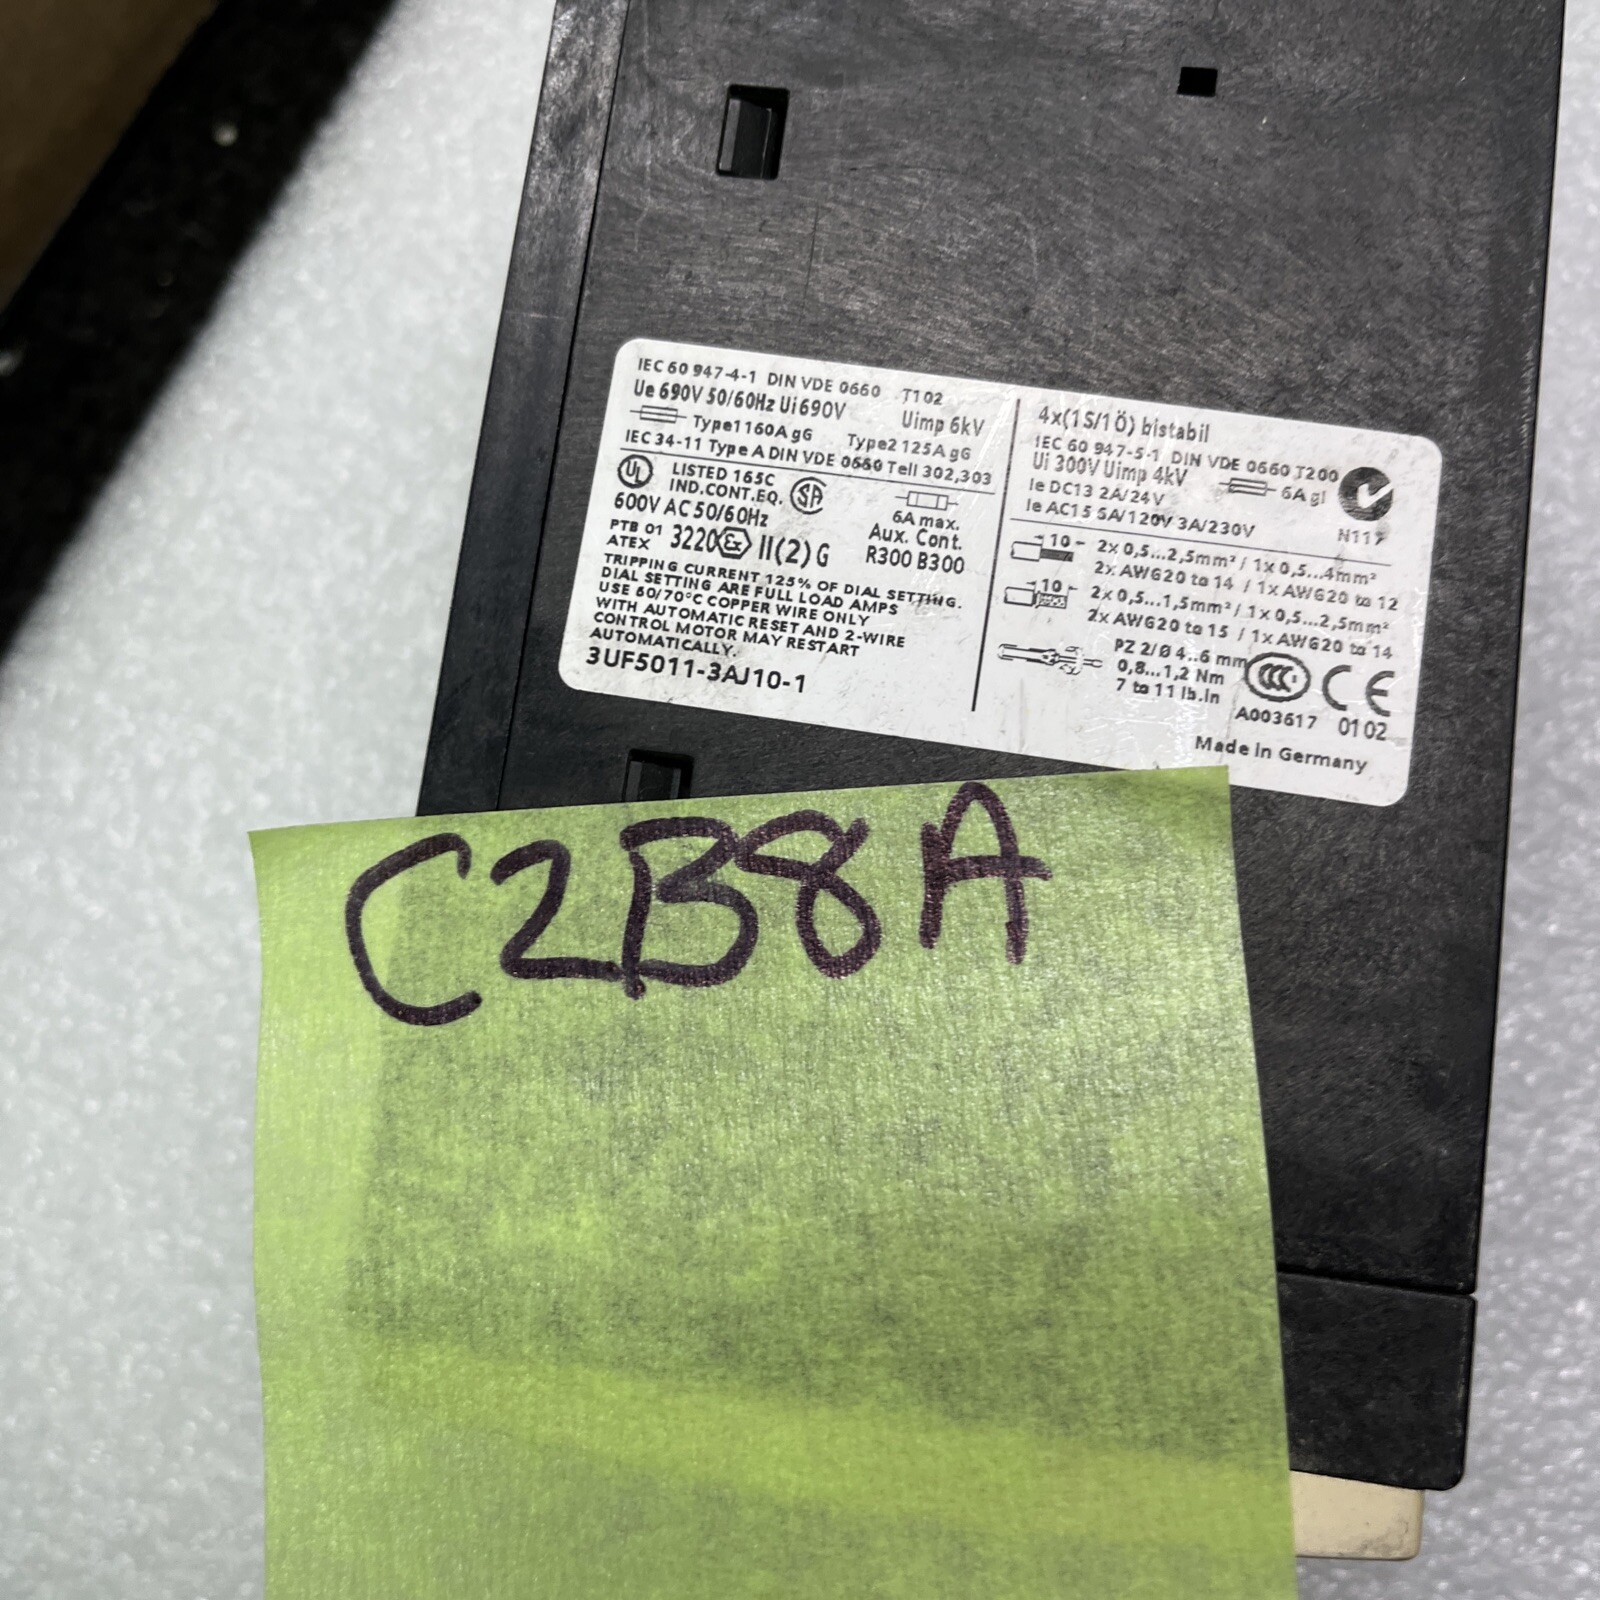 IEC 60 947-4-1 DIN VDE 0660 T102
Ue 690V 50/60Hz Ui 690V Uimp 6kV
Type1 160A gG Type2 125A gG
IEC 34-11 Type A DIN VDE 0660 Teil 302,303
UL LISTED 165C
IND.CONT.EQ. SA
600V AC 50/60Hz
6A max.
Aux. Cont.
R300 B300
PTB 01
ATEX 3220 Ex II(2) G
TRIPPING CURRENT 125% OF DIAL SETTING.
DIAL SETTING ARE FULL LOAD AMPS
USE 60/70°C COPPER WIRE ONLY
WITH AUTOMATIC RESET AND 2-WIRE
CONTROL MOTOR MAY RESTART
AUTOMATICALLY.
3UF5011-3AJ10-1
4x(1S/1Ö) bistabil
IEC 60 947-5-1 DIN VDE 0660 T200
Ui 300V Uimp 4kV 6A gl
Ie DC13 2A/24V
Ie AC15 6A/120V 3A/230V
N117
10 2x 0,5...2,5mm² / 1x 0,5...4mm²
2x AWG20 to 14 / 1x AWG20 to 12
10 2x 0,5...1,5mm² / 1x 0,5...2,5mm²
2x AWG20 to 15 / 1x AWG20 to 14
PZ 2/Ø 4..6 mm
0,8...1,2 Nm
7 to 11 lb.in
CCC CE
A003617 0102
Made in Germany
C2B8A